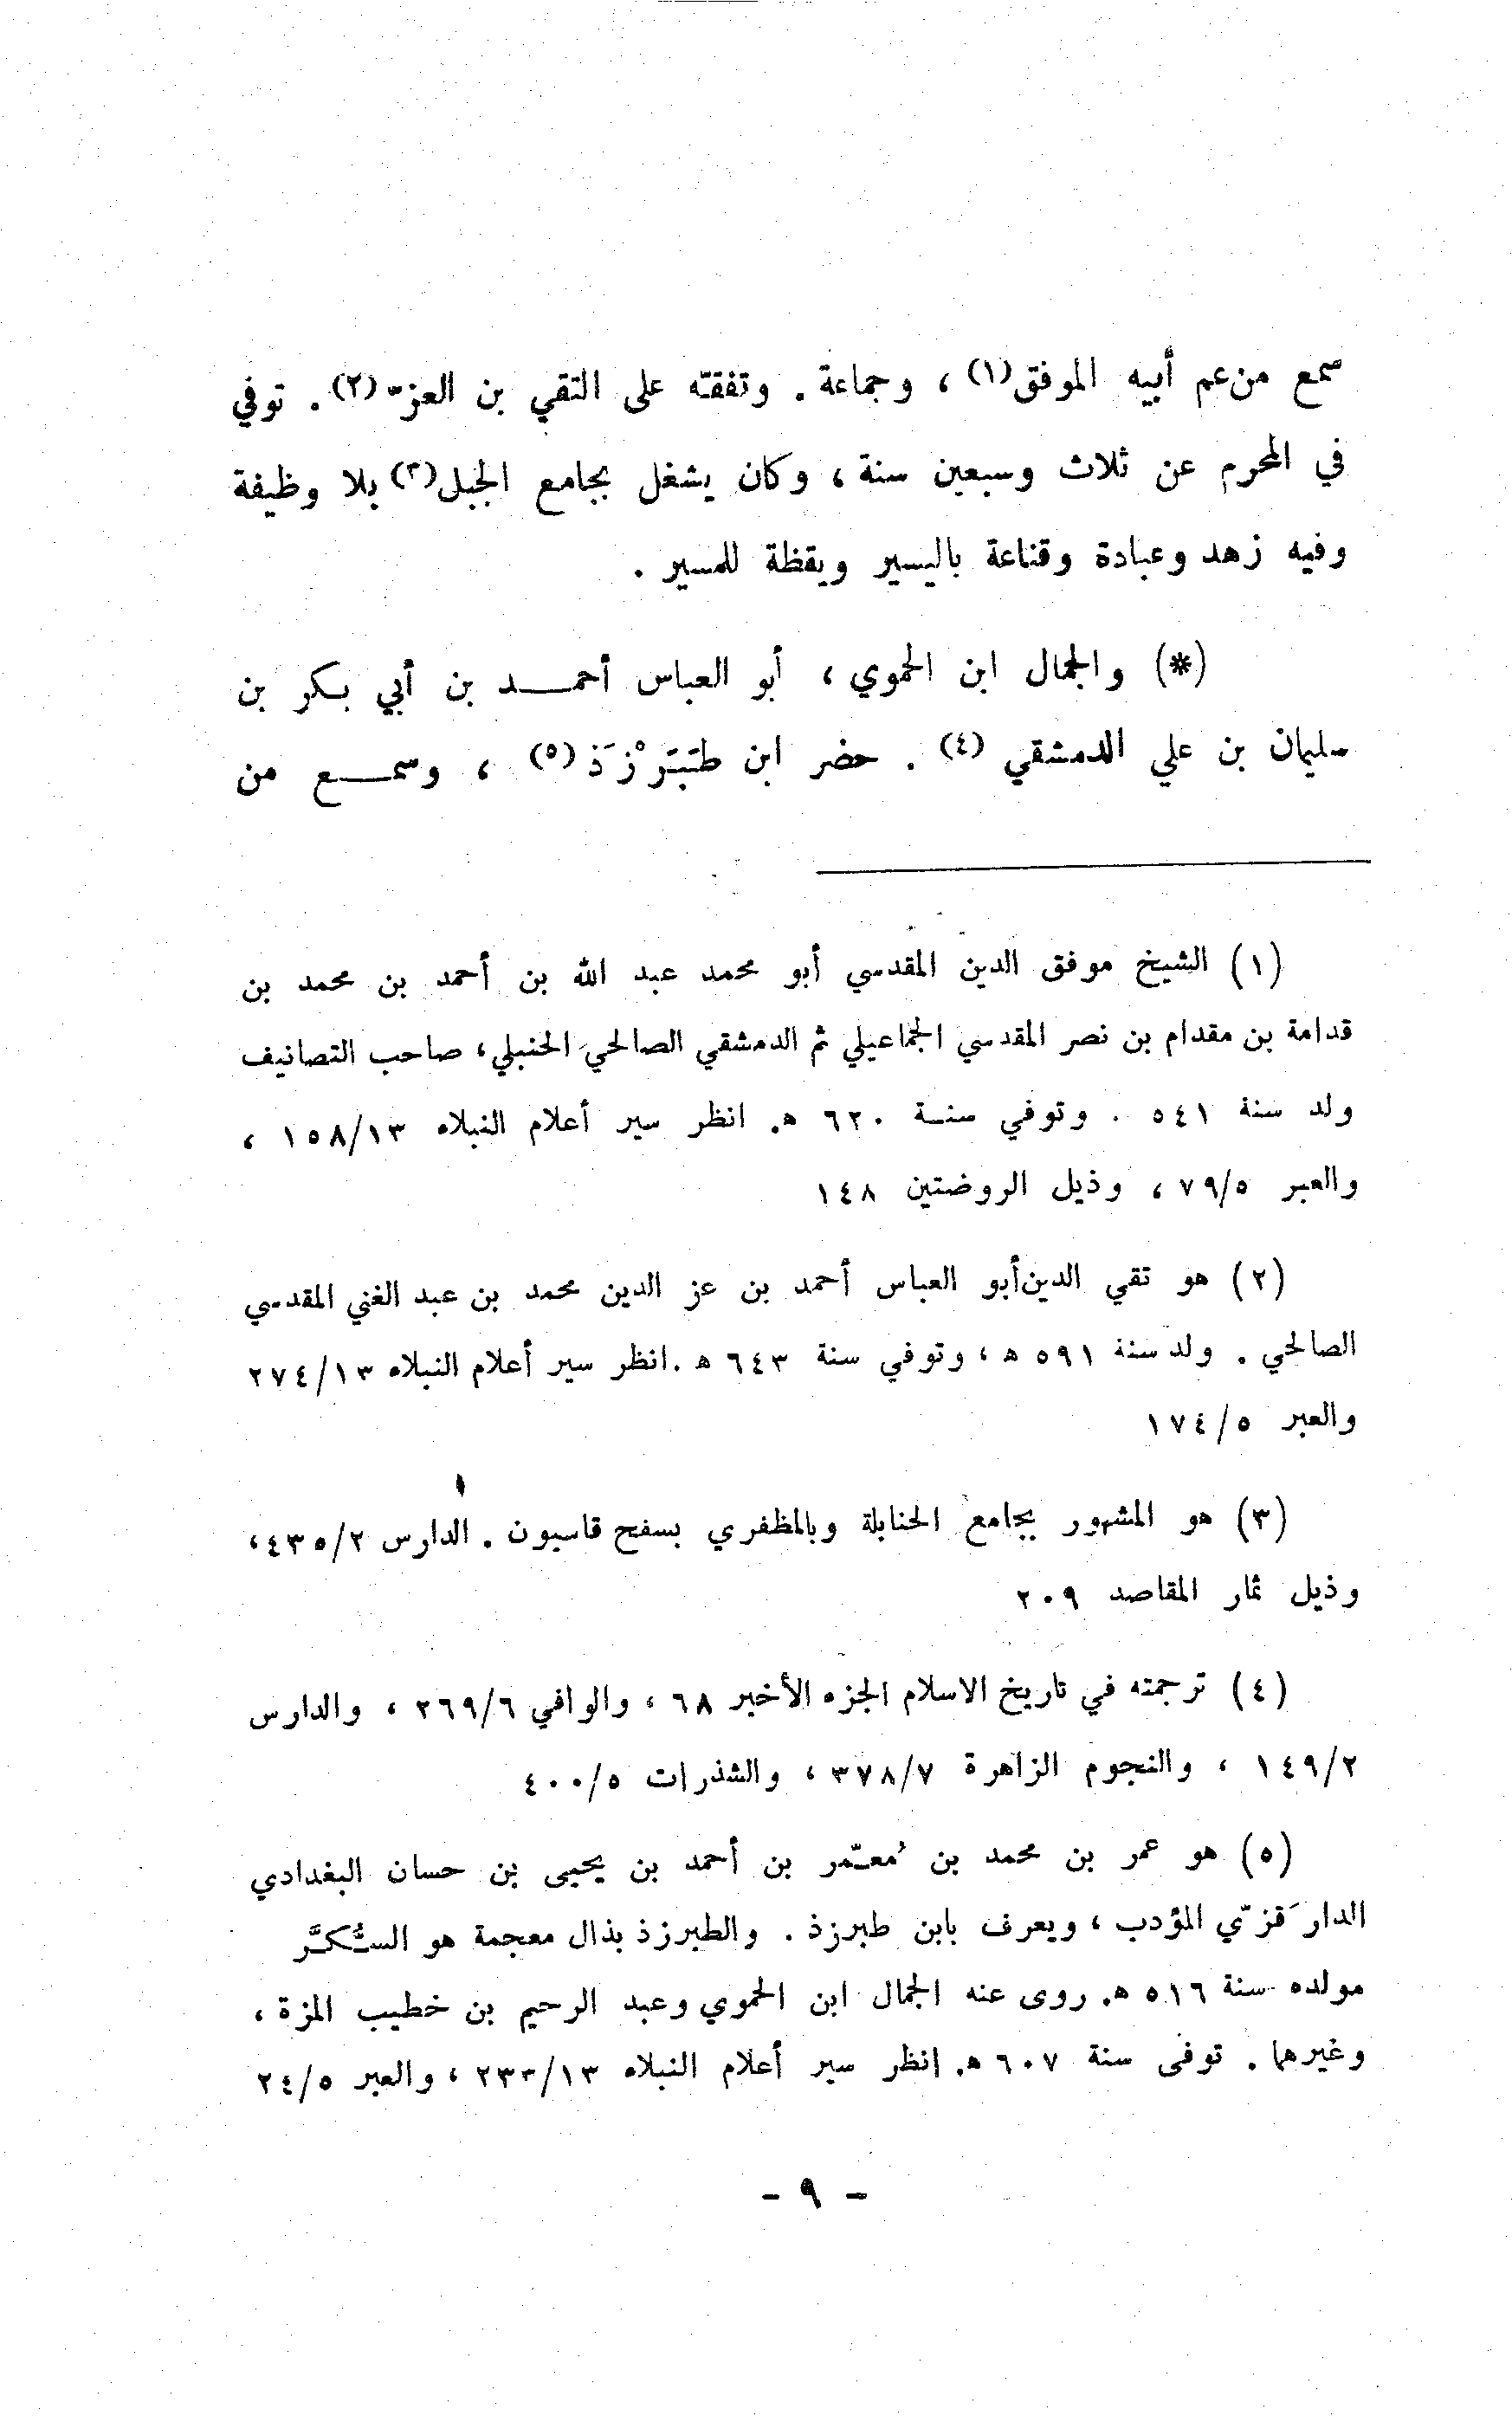 سمع من عم أبيه الموفق(١) ، وجماعة . وتفقّه على التقي بن العزّ(٢) . توفي
في المحرم عن ثلاث وسبعين سنة ، وكان يشغل بجامع الجبل(٣) بلا وظيفة
وفيه زهد وعبادة وقناعة باليسير ويقظة للمسير .
(*) والجمال ابن الحموي ، أبو العباس أحمد بن أبي بكر بن
سليمان بن علي الدمشقي (٤) . حضر ابن طَبَرْزَذ (٥) ، وسمع من
(١) الشيخ موفق الدين المقدسي أبو محمد عبد الله بن أحمد بن محمد بن
قدامة بن مقدام بن نصر المقدسي الجماعيلي ثم الدمشقي الصالحي الحنبلي، صاحب التصانيف
ولد سنة ٥٤١ . وتوفي سنة ٦٢٠ ه. انظر سير أعلام النبلاء ١٥٨/١٣ ،
والعبر ٧٩/٥ ، وذيل الروضتين ١٤٨
(٢) هو تقي الدين أبو العباس أحمد بن عز الدين محمد بن عبد الغني المقدسي
الصالحي . ولد سنة ٥٩١ ه ، وتوفي سنة ٦٤٣ ه . انظر سير أعلام النبلاء ٢٧٤/١٣
والعبر ١٧٤/٥
(٣) هو المشهور بجامع الحنابلة وبالمظفري بسفح قاسيون . الدارس ٤٣٥/٢،
وذيل ثمار المقاصد ٢٠٩
(٤) ترجمته في تاريخ الاسلام الجزء الأخير ٦٨ ، والوافي ٢٦٩/٦ ، والدارس
١٤٩/٢ ، والنجوم الزاهرة ٣٧٨/٧ ، والشذرات ٤٠٠/٥
(٥) هو عمر بن محمد بن مُعمّر بن أحمد بن يحيى بن حسان البغدادي
الدارَقزّي المؤدب ، ويعرف بابن طبرزذ . والطبرزذ بذال معجمة هو السُّكَّر
مولده سنة ٥١٦ ه. روى عنه الجمال ابن الحموي وعبد الرحيم بن خطيب المزة ،
وغيرهما . توفى سنة ٦٠٧ ه. انظر سير أعلام النبلاء ٢٣٣/١٣ ، والعبر ٢٤/٥
- ٩ -